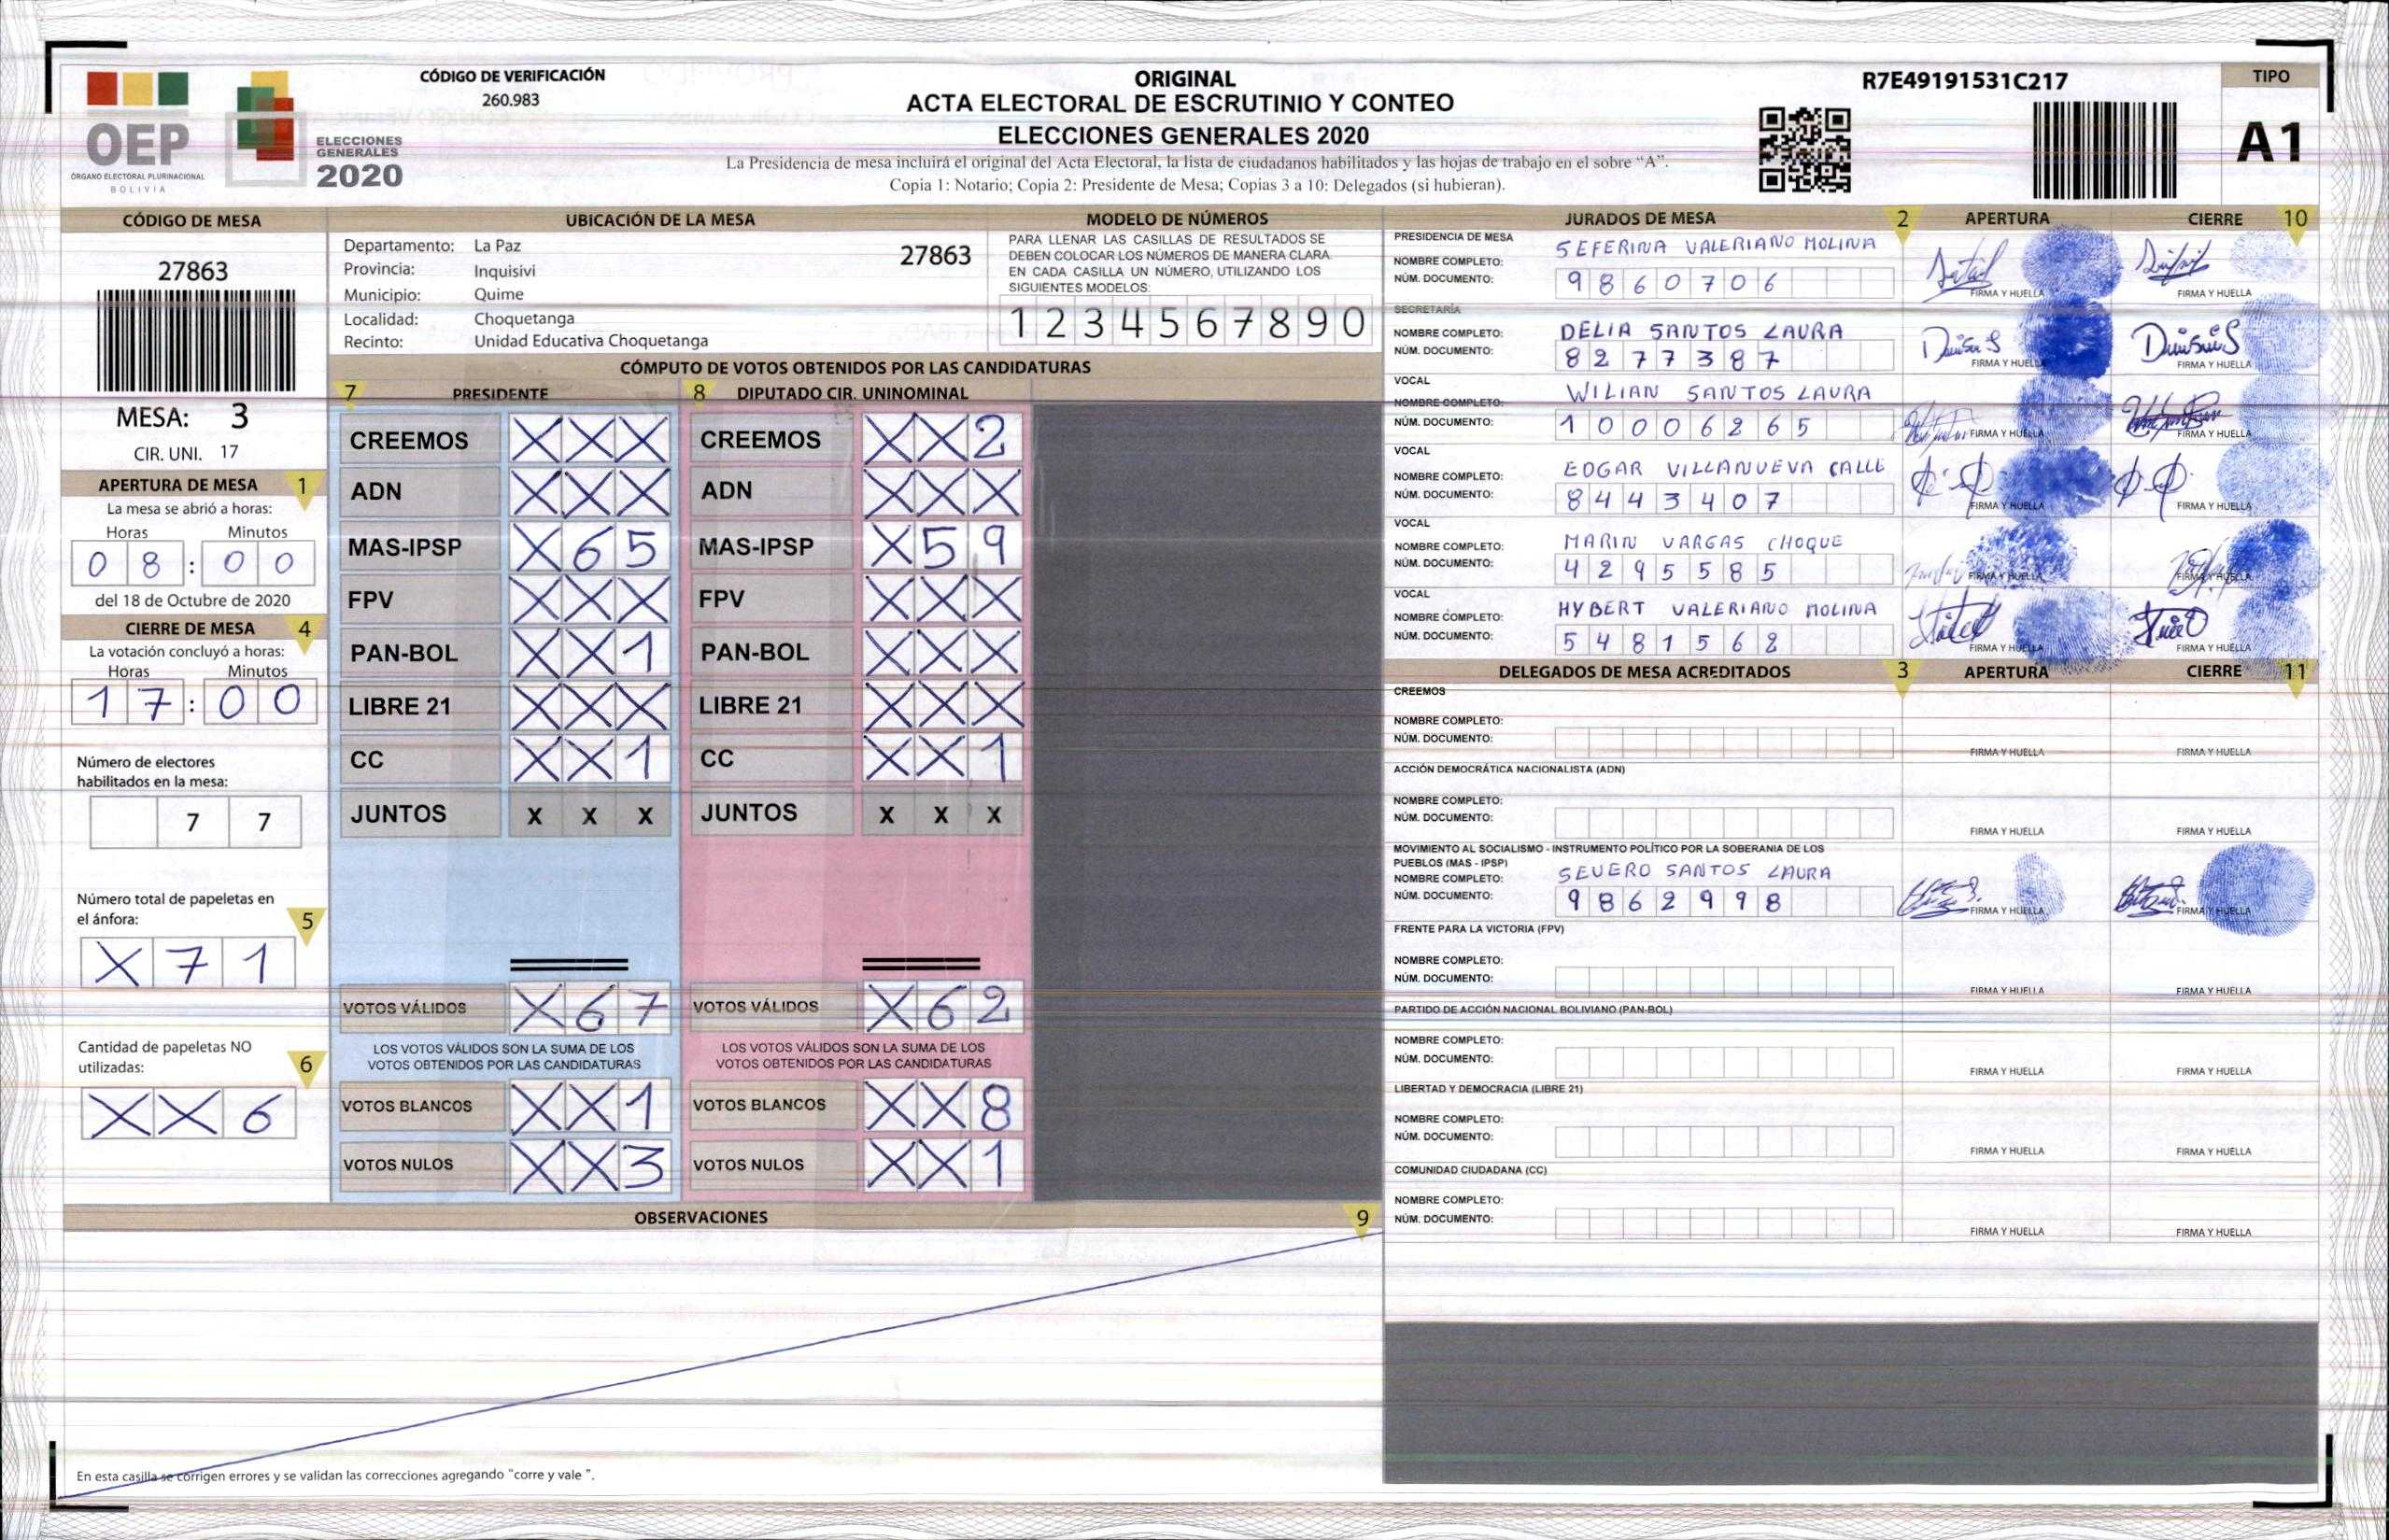 OEP
ÓRGANO ELECTORAL PLURINACIONAL
BOLIVIA
ELECCIONES
GENERALES
2020
CÓDIGO DE VERIFICACIÓN
260.983
ORIGINAL
ACTA ELECTORAL DE ESCRUTINIO Y CONTEO
ELECCIONES GENERALES 2020
La Presidencia de mesa incluirá el original del Acta Electoral, la lista de ciudadanos habilitados y las hojas de trabajo en el sobre "A".
Copia 1: Notario; Copia 2: Presidente de Mesa; Copias 3 a 10: Delegados (si hubieran).
R7E49191531C217
TIPO
A1
CÓDIGO DE MESA
27863
MESA: 3
CIR. UNI. 17
APERTURA DE MESA 1
La mesa se abrió a horas:
Horas Minutos
0 8 : 0 0
del 18 de Octubre de 2020
CIERRE DE MESA 4
La votación concluyó a horas:
Horas Minutos
1 7 : 0 0
Número de electores
habilitados en la mesa:
7 7
Número total de papeletas en
el ánfora: 5
X 7 1
Cantidad de papeletas NO
utilizadas: 6
X X 6
UBICACIÓN DE LA MESA
Departamento: La Paz
27863
Provincia: Inquisivi
Municipio: Quime
Localidad: Choquetanga
Recinto: Unidad Educativa Choquetanga
MODELO DE NÚMEROS
PARA LLENAR LAS CASILLAS DE RESULTADOS SE
DEBEN COLOCAR LOS NÚMEROS DE MANERA CLARA.
EN CADA CASILLA UN NÚMERO, UTILIZANDO LOS
SIGUIENTES MODELOS:
1 2 3 4 5 6 7 8 9 0
CÓMPUTO DE VOTOS OBTENIDOS POR LAS CANDIDATURAS
7 PRESIDENTE 8 DIPUTADO CIR. UNINOMINAL
CREEMOS X X X CREEMOS X X 2
ADN X X X ADN X X X
MAS-IPSP X 6 5 MAS-IPSP X 5 9
FPV X X X FPV X X X
PAN-BOL X X 1 PAN-BOL X X X
LIBRE 21 X X X LIBRE 21 X X X
CC X X 1 CC X X 1
JUNTOS X X X JUNTOS X X X
VOTOS VÁLIDOS X 6 7 VOTOS VÁLIDOS X 6 2
LOS VOTOS VÁLIDOS SON LA SUMA DE LOS LOS VOTOS VÁLIDOS SON LA SUMA DE LOS
VOTOS OBTENIDOS POR LAS CANDIDATURAS VOTOS OBTENIDOS POR LAS CANDIDATURAS
VOTOS BLANCOS X X 1 VOTOS BLANCOS X X 8
VOTOS NULOS X X 3 VOTOS NULOS X X 1
OBSERVACIONES 9
En esta casilla se corrigen errores y se validan las correcciones agregando "corre y vale ".
JURADOS DE MESA 2 APERTURA CIERRE 10
PRESIDENCIA DE MESA
NOMBRE COMPLETO: SEFERINA VALERIANO MOLINA
NÚM. DOCUMENTO: 9 8 6 0 7 0 6
FIRMA Y HUELLA FIRMA Y HUELLA
SECRETARÍA
NOMBRE COMPLETO: DELIA SANTOS LAURA
NÚM. DOCUMENTO: 8 2 7 7 3 8 7
FIRMA Y HUELLA FIRMA Y HUELLA
VOCAL
NOMBRE COMPLETO: WILIAN SANTOS LAURA
NÚM. DOCUMENTO: 1 0 0 0 6 2 6 5
FIRMA Y HUELLA FIRMA Y HUELLA
VOCAL
NOMBRE COMPLETO: EDGAR VILLANUEVA CALLE
NÚM. DOCUMENTO: 8 4 4 3 4 0 7
FIRMA Y HUELLA FIRMA Y HUELLA
VOCAL
NOMBRE COMPLETO: MARIN VARGAS CHOQUE
NÚM. DOCUMENTO: 4 2 9 5 5 8 5
FIRMA Y HUELLA FIRMA Y HUELLA
VOCAL
NOMBRE COMPLETO: HYBERT VALERIANO MOLINA
NÚM. DOCUMENTO: 5 4 8 1 5 6 2
FIRMA Y HUELLA FIRMA Y HUELLA
DELEGADOS DE MESA ACREDITADOS 3 APERTURA CIERRE 11
CREEMOS
NOMBRE COMPLETO:
NÚM. DOCUMENTO:
FIRMA Y HUELLA FIRMA Y HUELLA
ACCIÓN DEMOCRÁTICA NACIONALISTA (ADN)
NOMBRE COMPLETO:
NÚM. DOCUMENTO:
FIRMA Y HUELLA FIRMA Y HUELLA
MOVIMIENTO AL SOCIALISMO - INSTRUMENTO POLÍTICO POR LA SOBERANIA DE LOS
PUEBLOS (MAS - IPSP)
NOMBRE COMPLETO: SEVERO SANTOS LAURA
NÚM. DOCUMENTO: 9 8 6 2 9 9 8
FIRMA Y HUELLA FIRMA Y HUELLA
FRENTE PARA LA VICTORIA (FPV)
NOMBRE COMPLETO:
NÚM. DOCUMENTO:
FIRMA Y HUELLA FIRMA Y HUELLA
PARTIDO DE ACCIÓN NACIONAL BOLIVIANO (PAN-BOL)
NOMBRE COMPLETO:
NÚM. DOCUMENTO:
FIRMA Y HUELLA FIRMA Y HUELLA
LIBERTAD Y DEMOCRACIA (LIBRE 21)
NOMBRE COMPLETO:
NÚM. DOCUMENTO:
FIRMA Y HUELLA FIRMA Y HUELLA
COMUNIDAD CIUDADANA (CC)
NOMBRE COMPLETO:
NÚM. DOCUMENTO:
FIRMA Y HUELLA FIRMA Y HUELLA